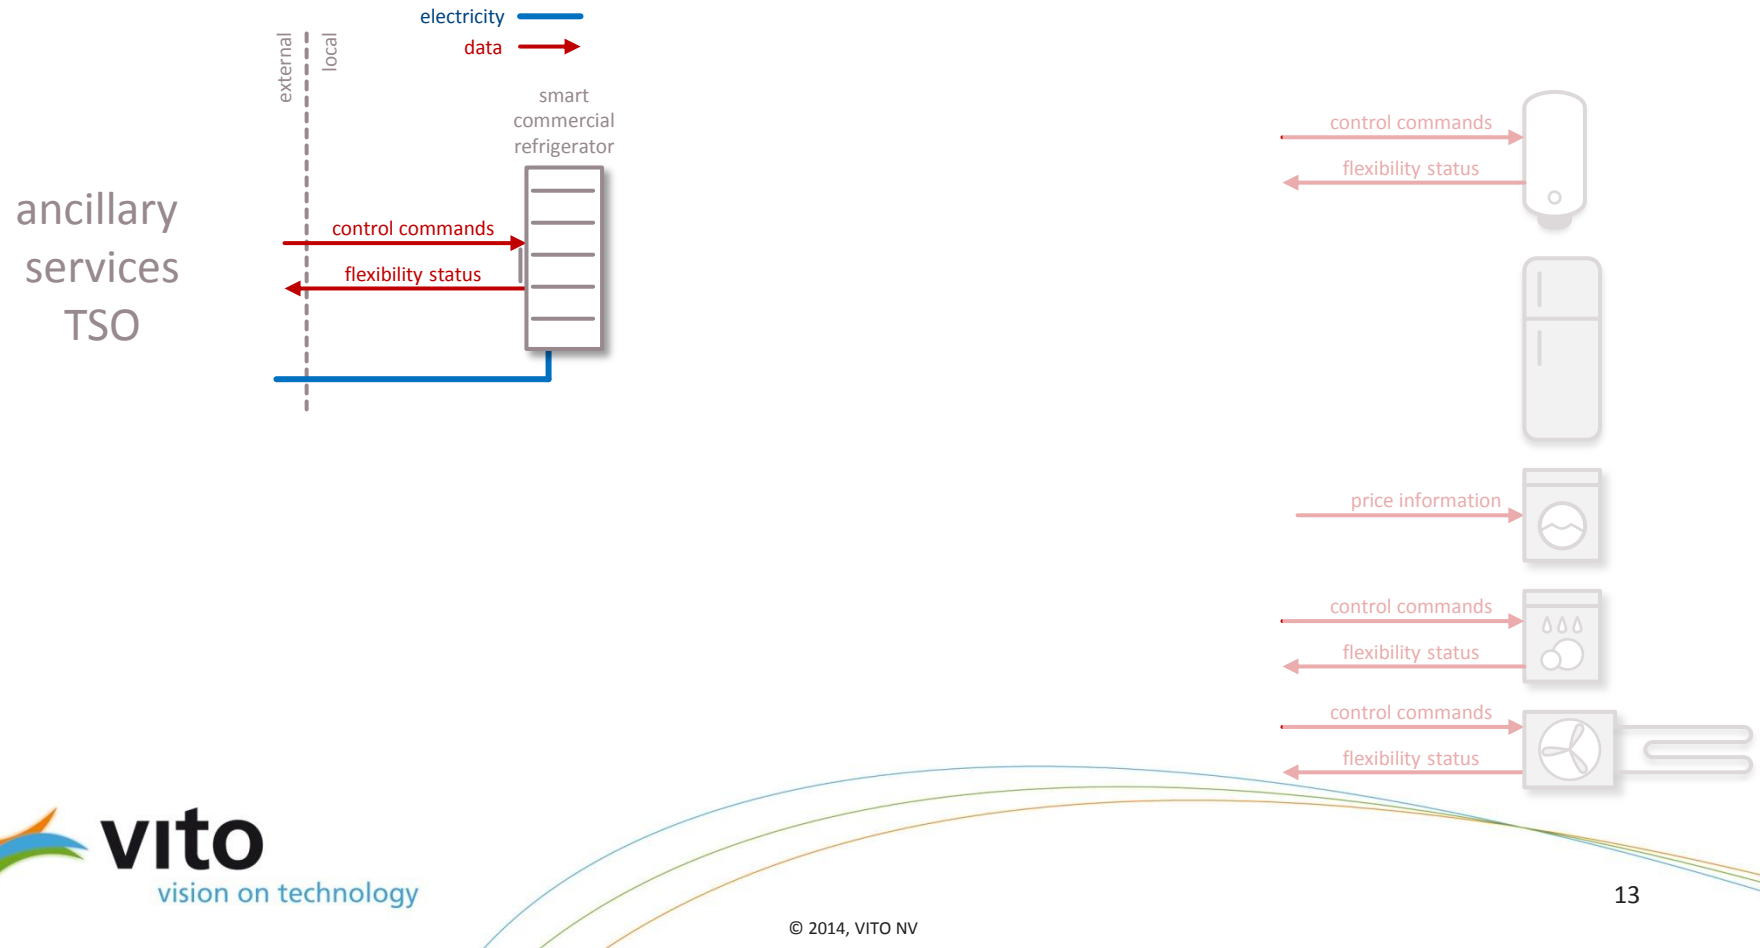 electricity
data
external
local
smart
commercial
refrigerator
ancillary
services
TSO
control commands
flexibility status
control commands
flexibility status
price information
control commands
flexibility status
control commands
flexibility status
vito
vision on technology
13
© 2014, VITO NV